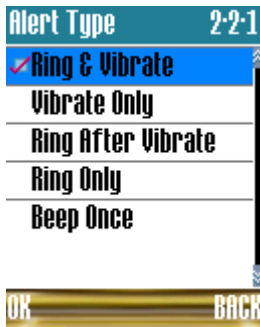 Alert Type 2-2-1
Ring & Vibrate
Vibrate Only
Ring After Vibrate
Ring Only
Beep Once
OK BACK